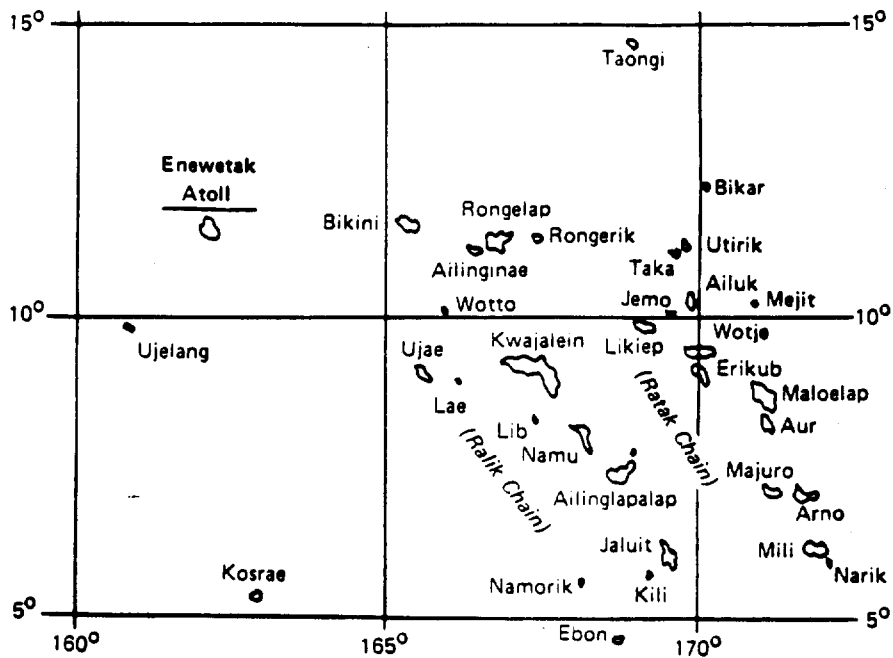 15°
15°
Taongi
Enewetak
Atoll
Bikar
Bikini
Rongelap
Rongerik
Utirik
Ailinginae
Taka
Ailuk
Wotto
Jemo
Mejit
10°
10°
Ujelang
Ujae
Kwajalein
Likiep
Wotje
Erikub
Lae
(Ratak Chain)
Maloelap
Lib
Aur
(Ralik Chain)
Namu
Majuro
Ailinglapalap
Arno
Jaluit
Mili
Kosrae
Namorik
Kili
Narik
5°
5°
Ebon
160°
165°
170°